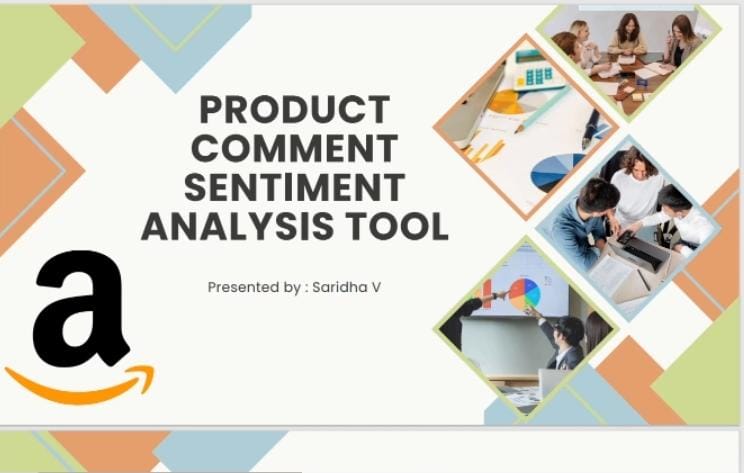 PRODUCT
COMMENT
SENTIMENT
ANALYSIS TOOL
Presented by : Saridha V
a